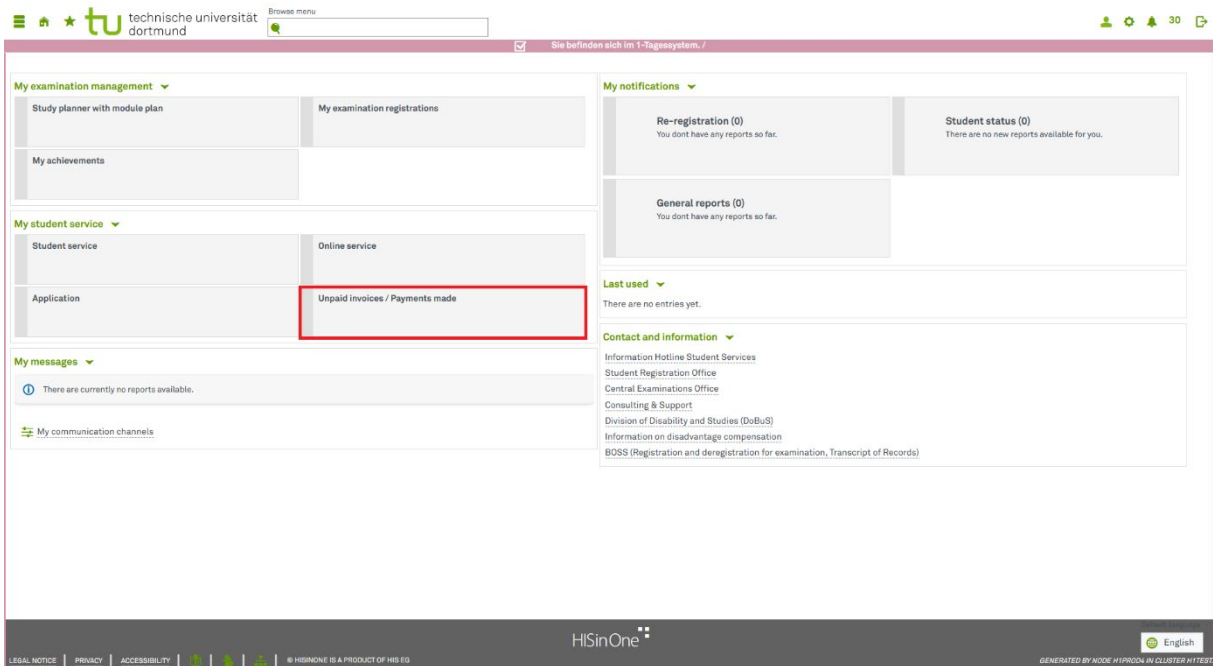 technische universität
dortmund
Browse menu
30
Sie befinden sich im 1-Tagessystem. /
My examination management
Study planner with module plan
My examination registrations
My achievements
My student service
Student service
Online service
Application
Unpaid invoices / Payments made
My messages
There are currently no reports available.
My communication channels
My notifications
Re-registration (0)
You dont have any reports so far.
Student status (0)
There are no new reports available for you.
General reports (0)
You dont have any reports so far.
Last used
There are no entries yet.
Contact and information
Information Hotline Student Services
Student Registration Office
Central Examinations Office
Consulting & Support
Division of Disability and Studies (DoBuS)
Information on disadvantage compensation
BOSS (Registration and deregistration for examination, Transcript of Records)
HISinOne
Default language
English
LEGAL NOTICE | PRIVACY | ACCESSIBILITY | © HISINONE IS A PRODUCT OF HIS EG
GENERATED BY NODE H1PROD4 IN CLUSTER H1TEST